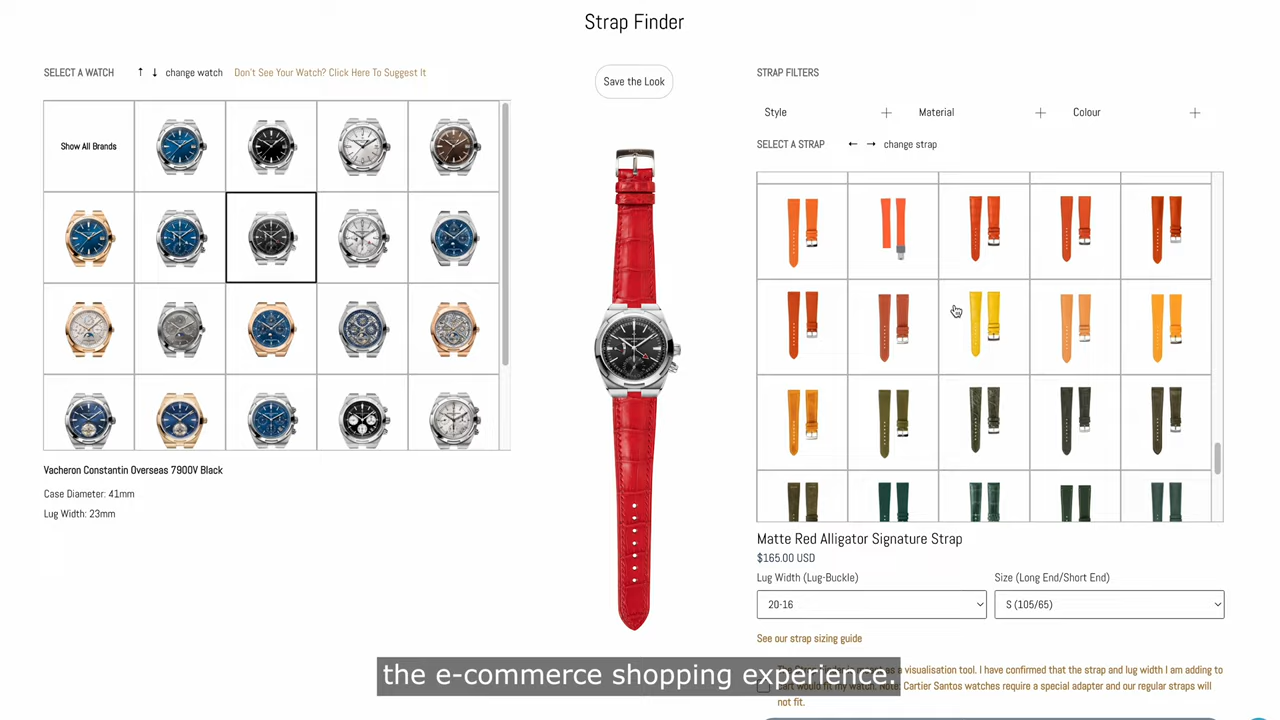 Strap Finder
SELECT A WATCH ↑ ↓ change watch Don't See Your Watch? Click Here To Suggest It
Show All Brands
Vacheron Constantin Overseas 7900V Black
Case Diameter: 41mm
Lug Width: 23mm
Save the Look
STRAP FILTERS
Style + Material + Colour +
SELECT A STRAP ← → change strap
Matte Red Alligator Signature Strap
$165.00 USD
Lug Width (Lug-Buckle) Size (Long End/Short End)
20-16 S (105/65)
See our strap sizing guide
as a visualisation tool. I have confirmed that the strap and lug width I am adding to
cart would fit my watch. Note: Cartier Santos watches require a special adapter and our regular straps will
not fit.
the e-commerce shopping experience.